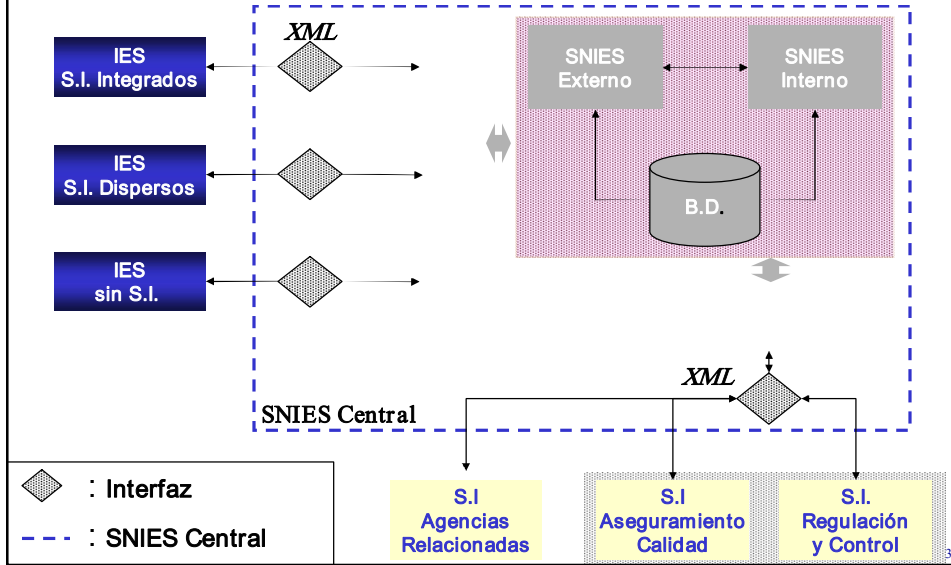 XML
IES
S.I. Integrados
IES
S.I. Dispersos
IES
sin S.I.
SNIES
Externo
SNIES
Interno
B.D.
XML
SNIES Central
: Interfaz
: SNIES Central
S.I
Agencias
Relacionadas
S.I
Aseguramiento
Calidad
S.I.
Regulación
y Control
3